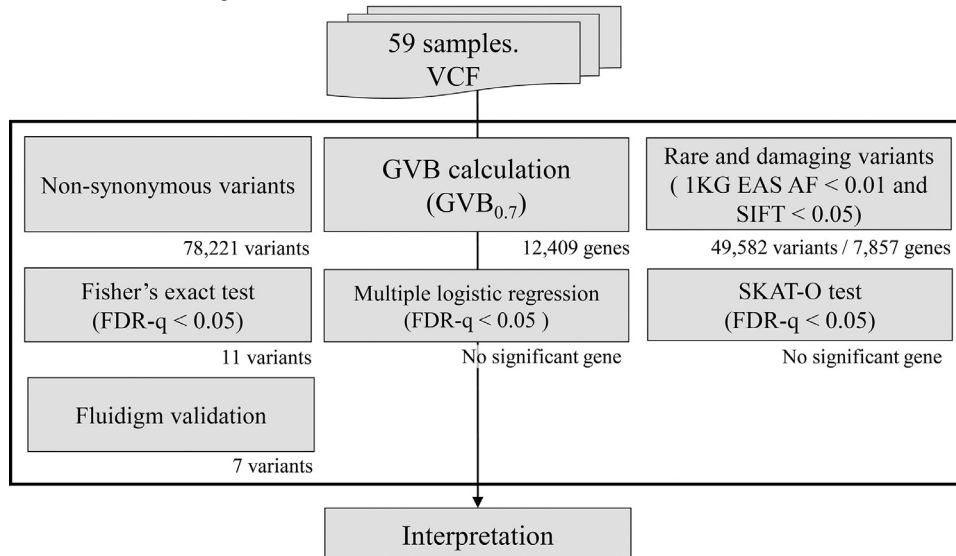 59 samples.
VCF
Non-synonymous variants
78,221 variants
Fisher's exact test
(FDR-q < 0.05)
11 variants
Fluidigm validation
7 variants
GVB calculation
(GVB0.7)
12,409 genes
Multiple logistic regression
(FDR-q < 0.05 )
No significant gene
Rare and damaging variants
( 1KG EAS AF < 0.01 and
SIFT < 0.05)
49,582 variants / 7,857 genes
SKAT-O test
(FDR-q < 0.05)
No significant gene
Interpretation